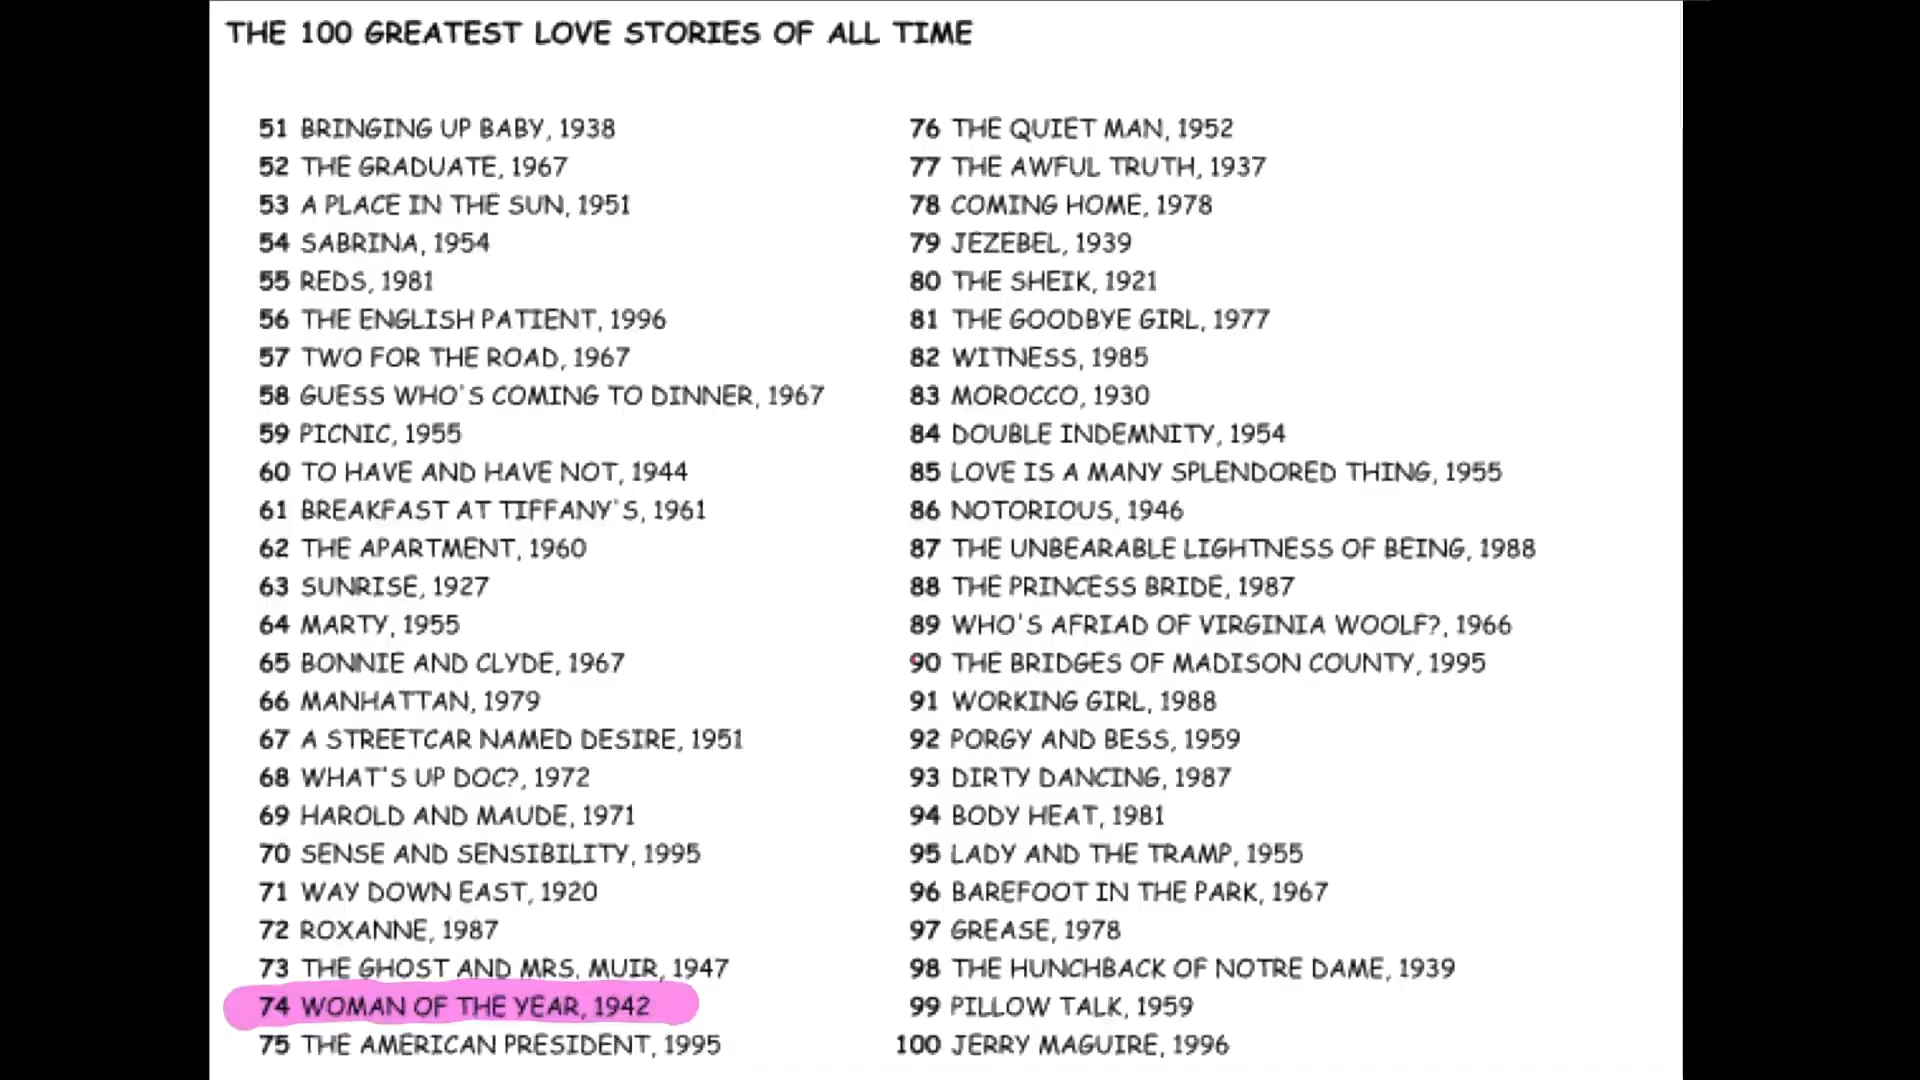 THE 100 GREATEST LOVE STORIES OF ALL TIME
51 BRINGING UP BABY, 1938
52 THE GRADUATE, 1967
53 A PLACE IN THE SUN, 1951
54 SABRINA, 1954
55 REDS, 1981
56 THE ENGLISH PATIENT, 1996
57 TWO FOR THE ROAD, 1967
58 GUESS WHO'S COMING TO DINNER, 1967
59 PICNIC, 1955
60 TO HAVE AND HAVE NOT, 1944
61 BREAKFAST AT TIFFANY'S, 1961
62 THE APARTMENT, 1960
63 SUNRISE, 1927
64 MARTY, 1955
65 BONNIE AND CLYDE, 1967
66 MANHATTAN, 1979
67 A STREETCAR NAMED DESIRE, 1951
68 WHAT'S UP DOC?, 1972
69 HAROLD AND MAUDE, 1971
70 SENSE AND SENSIBILITY, 1995
71 WAY DOWN EAST, 1920
72 ROXANNE, 1987
73 THE GHOST AND MRS. MUIR, 1947
74 WOMAN OF THE YEAR, 1942
75 THE AMERICAN PRESIDENT, 1995
76 THE QUIET MAN, 1952
77 THE AWFUL TRUTH, 1937
78 COMING HOME, 1978
79 JEZEBEL, 1939
80 THE SHEIK, 1921
81 THE GOODBYE GIRL, 1977
82 WITNESS, 1985
83 MOROCCO, 1930
84 DOUBLE INDEMNITY, 1954
85 LOVE IS A MANY SPLENDORED THING, 1955
86 NOTORIOUS, 1946
87 THE UNBEARABLE LIGHTNESS OF BEING, 1988
88 THE PRINCESS BRIDE, 1987
89 WHO'S AFRIAD OF VIRGINIA WOOLF?, 1966
90 THE BRIDGES OF MADISON COUNTY, 1995
91 WORKING GIRL, 1988
92 PORGY AND BESS, 1959
93 DIRTY DANCING, 1987
94 BODY HEAT, 1981
95 LADY AND THE TRAMP, 1955
96 BAREFOOT IN THE PARK, 1967
97 GREASE, 1978
98 THE HUNCHBACK OF NOTRE DAME, 1939
99 PILLOW TALK, 1959
100 JERRY MAGUIRE, 1996